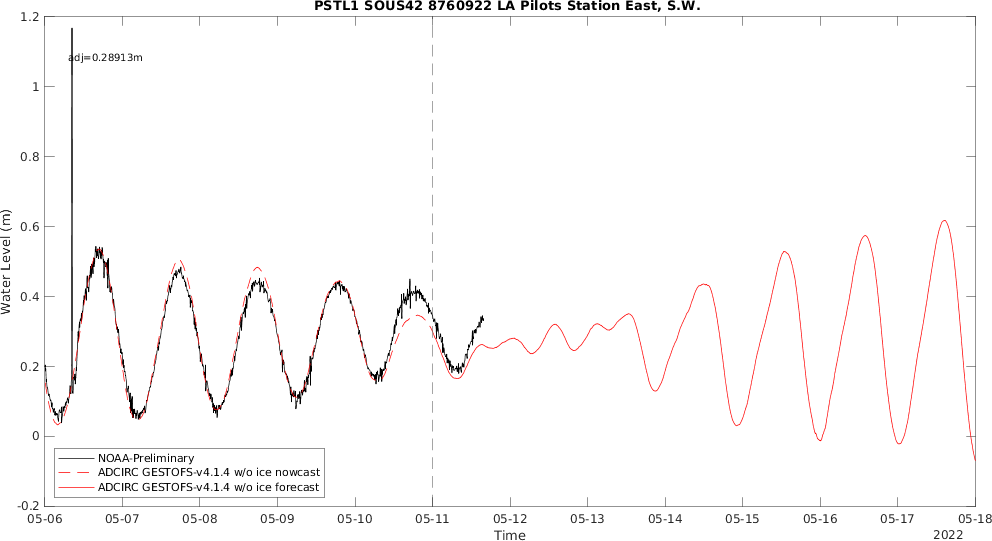 PSTL1 SOUS42 8760922 LA Pilots Station East, S.W.
1.2
1
0.8
0.6
0.4
0.2
0
-0.2
Water Level (m)
adj=0.28913m
NOAA-Preliminary
ADCIRC GESTOFS-v4.1.4 w/o ice nowcast
ADCIRC GESTOFS-v4.1.4 w/o ice forecast
05-06 05-07 05-08 05-09 05-10 05-11 05-12 05-13 05-14 05-15 05-16 05-17 05-18
Time
2022